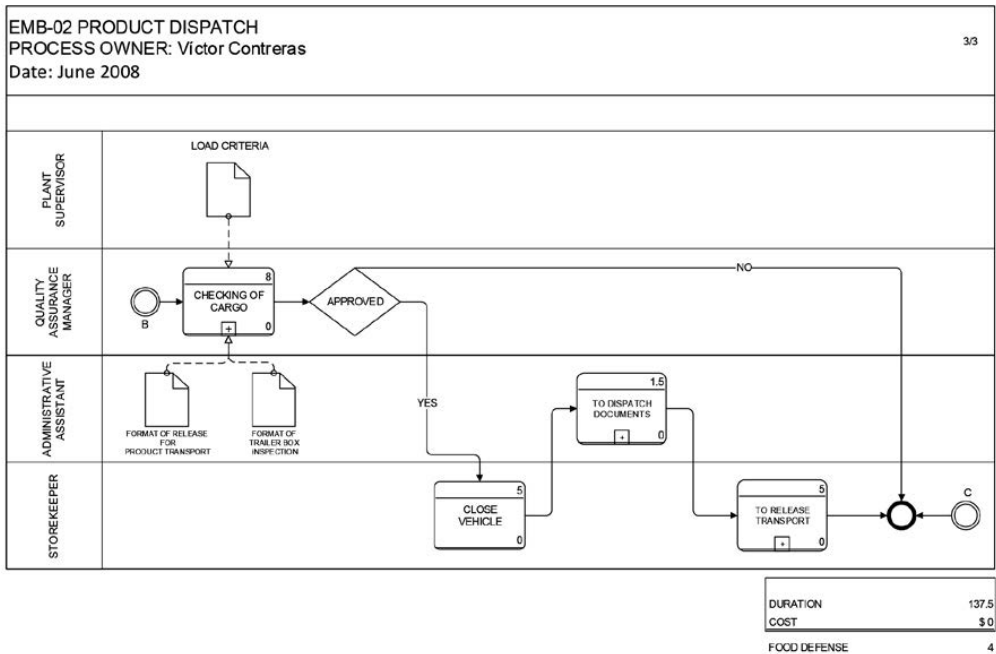 EMB-02 PRODUCT DISPATCH
PROCESS OWNER: Víctor Contreras
3/3
Date: June 2008
PLANT
SUPERVISOR
LOAD CRITERIA
QUALITY
ASSURANCE
MANAGER
B
8
CHECKING OF
CARGO
+
0
APPROVED
NO
YES
ADMINISTRATIVE
ASSISTANT
FORMAT OF RELEASE
FOR
PRODUCT TRANSPORT
FORMAT OF
TRAILER BOX
INSPECTION
1.5
TO DISPATCH
DOCUMENTS
+
0
STOREKEEPER
5
CLOSE
VEHICLE
0
5
TO RELEASE
TRANSPORT
+
0
C
DURATION 137.5
COST $ 0
FOOD DEFENSE 4